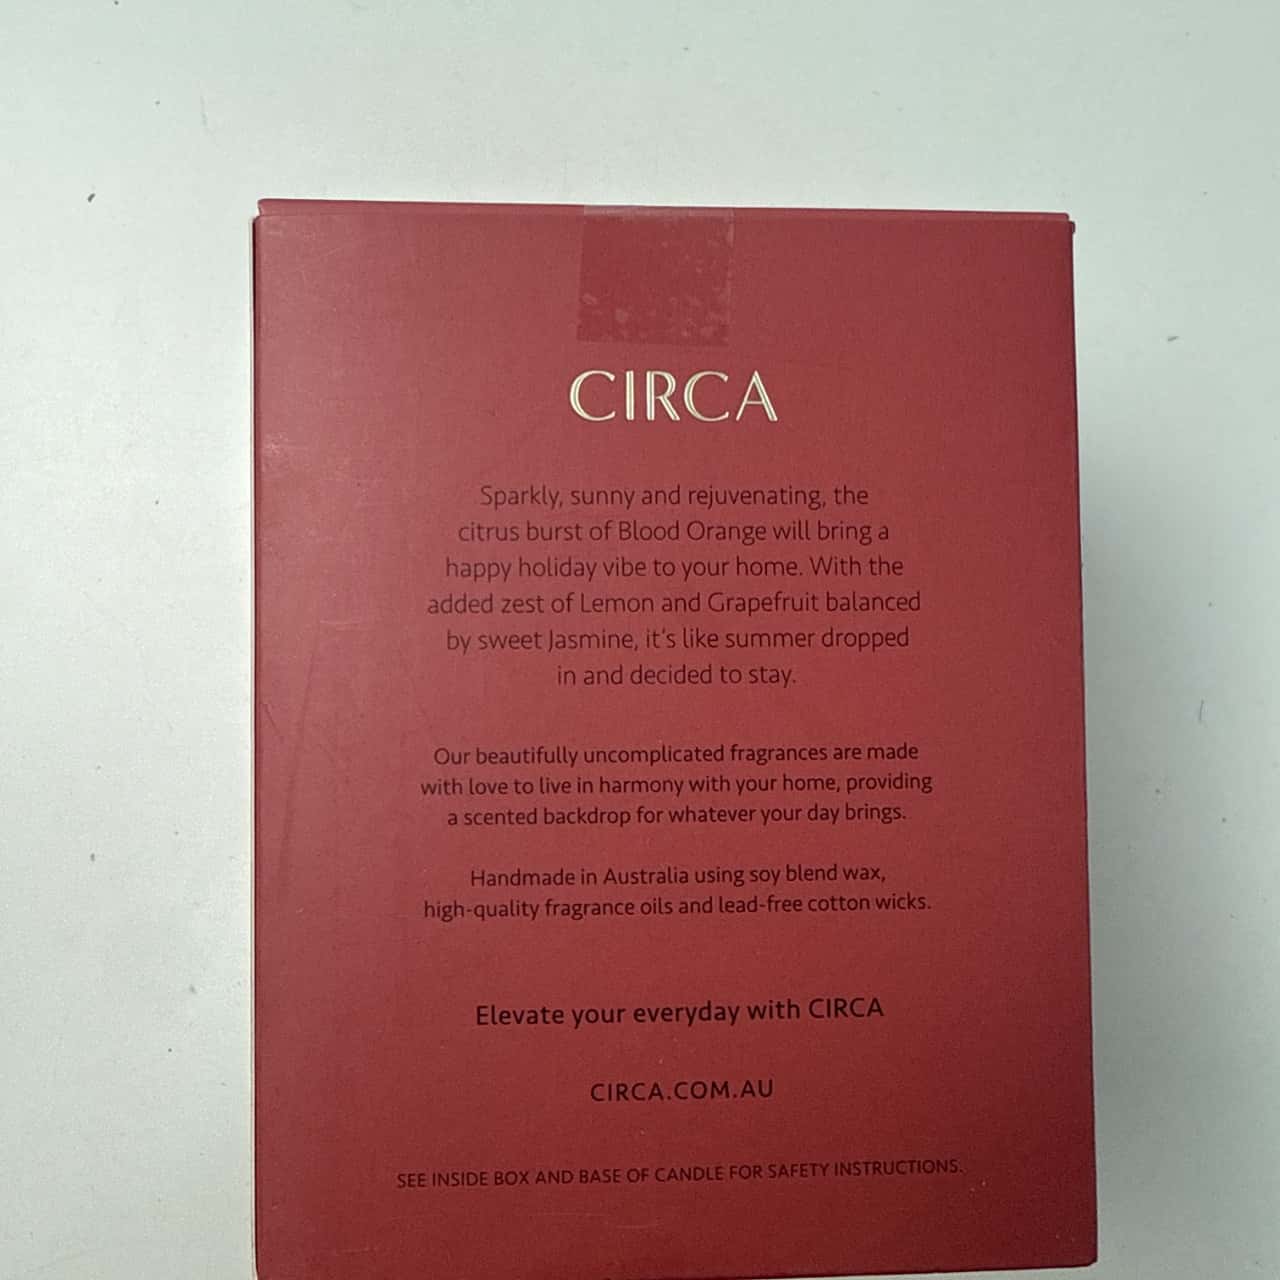 CIRCA
Sparkly, sunny and rejuvenating, the
citrus burst of Blood Orange will bring a
happy holiday vibe to your home. With the
added zest of Lemon and Grapefruit balanced
by sweet Jasmine, it's like summer dropped
in and decided to stay.
Our beautifully uncomplicated fragrances are made
with love to live in harmony with your home, providing
a scented backdrop for whatever your day brings.
Handmade in Australia using soy blend wax,
high-quality fragrance oils and lead-free cotton wicks.
Elevate your everyday with CIRCA
CIRCA.COM.AU
SEE INSIDE BOX AND BASE OF CANDLE FOR SAFETY INSTRUCTIONS.